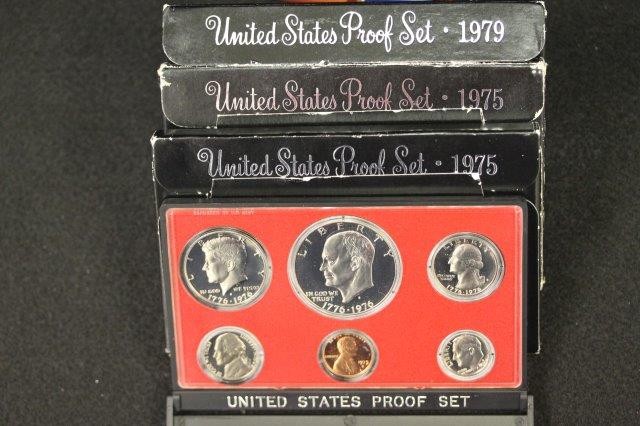 United States Proof Set • 1979
United States Proof Set • 1975
United States Proof Set • 1975
LIBERTY
IN GOD WE TRUST
1776-1976
LIBERTY
IN GOD WE
TRUST
1776-1976
LIBERTY
1776-1976
UNITED STATES PROOF SET